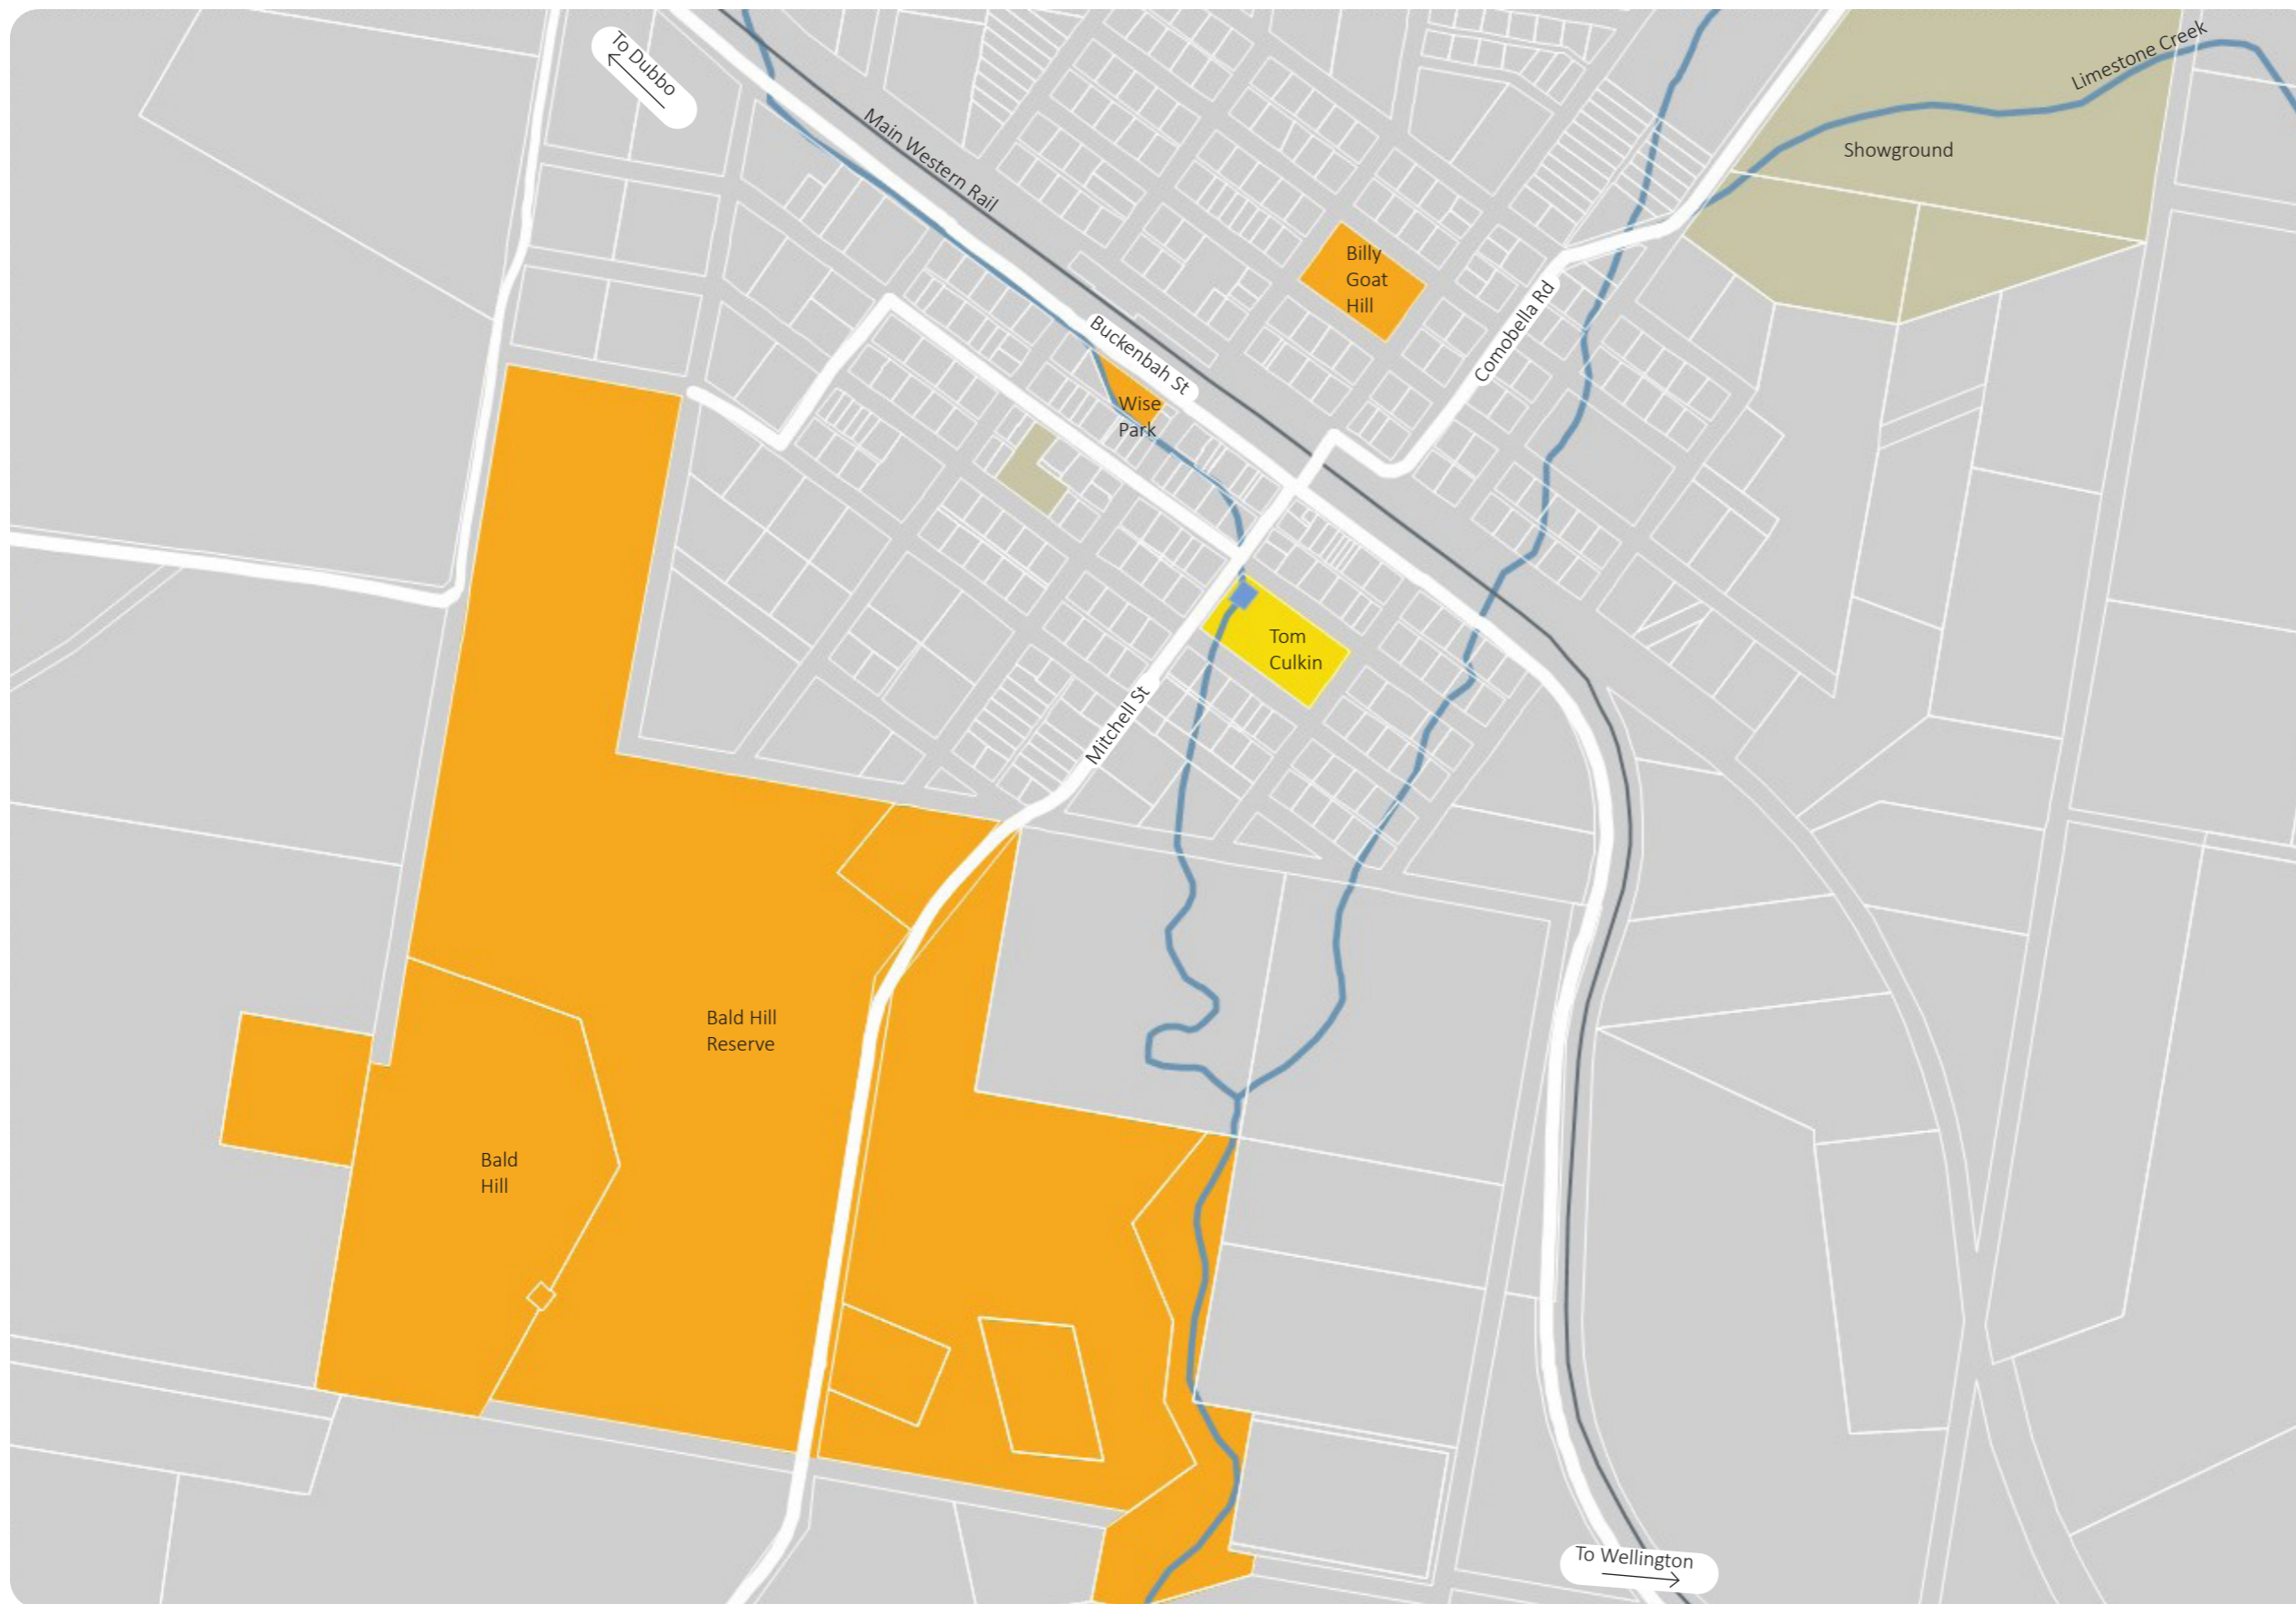 To Dubbo
Limestone Creek
Main Western Rail
Showground
Billy
Goat
Hill
Buckenbah St
Comobella Rd
Wise
Park
Tom
Culkin
Mitchell St
Bald Hill
Reserve
Bald
Hill
To Wellington